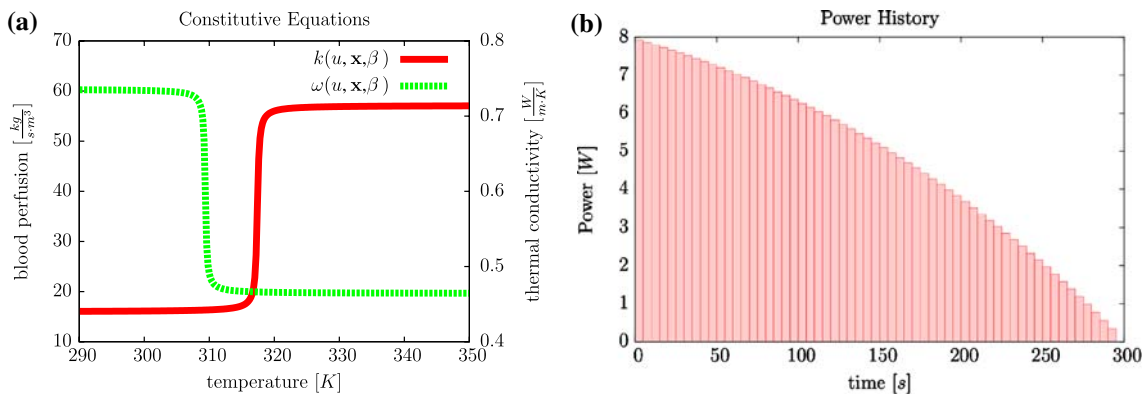 (a)
Constitutive Equations
k(u, x,β)
ω(u, x,β)
70
60
50
40
30
20
10
blood perfusion [kg/s·m³]
0.8
0.7
0.6
0.5
0.4
thermal conductivity [W/m·K]
290 300 310 320 330 340 350
temperature [K]
(b)
Power History
8
7
6
5
4
3
2
1
0
Power [W]
0 50 100 150 200 250 300
time [s]